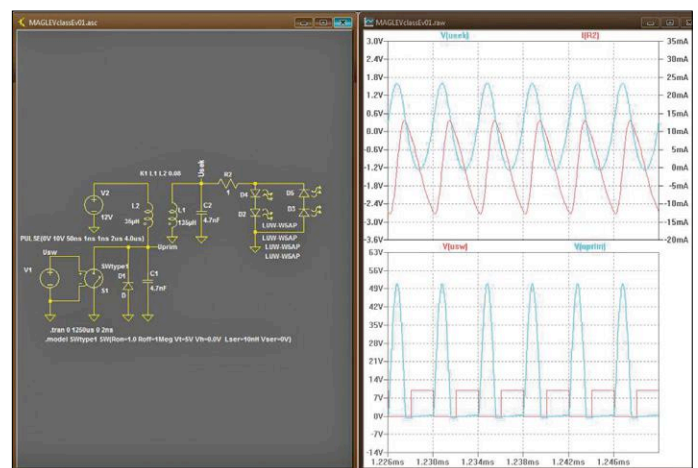 MAGLEVclassEv01.asc
K1 L1 L2 0.08
Usek
R2
1
V2
12V
L2
36µH
L1
135µH
C2
4.7nF
D4
D5
D2
D3
LUW-W5AP
LUW-W5AP
LUW-W5AP
LUW-W5AP
PULSE(0V 10V 50ns 1ns 1ns 2us 4.0us)
Uprim
Usw
V1
SWtype1
S1
D1
D
C1
4.7nF
.tran 0 1250us 0 2ns
.model SWtype1 SW(Ron=1.0 Roff=1Meg Vt=5V Vh=0.0V Lser=10nH Vser=0V)
MAGLEVclassEv01.raw
V(usek) I(R2)
3.0V 35mA
2.4V 30mA
1.8V 25mA
1.2V 20mA
0.6V 15mA
0.0V 10mA
-0.6V 5mA
-1.2V 0mA
-1.8V -5mA
-2.4V -10mA
-3.0V -15mA
-3.6V -20mA
V(usw) V(uprim)
63V
56V
49V
42V
35V
28V
21V
14V
7V
0V
-7V
-14V
1.226ms 1.230ms 1.234ms 1.238ms 1.242ms 1.246ms